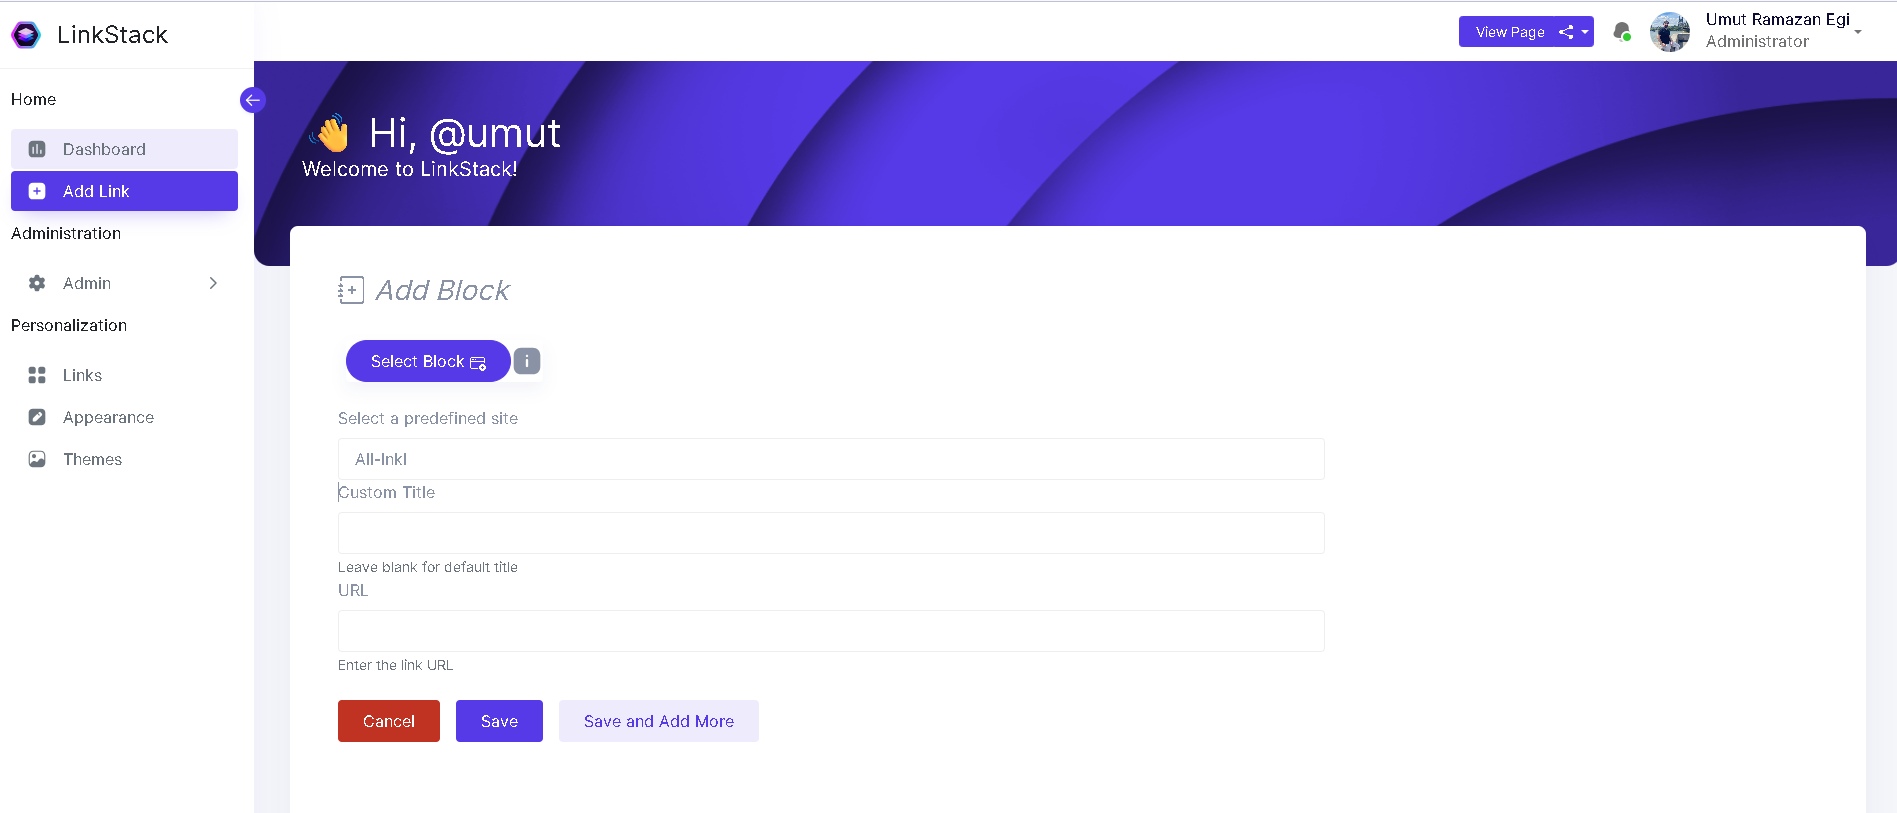 LinkStack
View Page
Umut Ramazan Egi
Administrator
Home
Dashboard
Add Link
Administration
Admin
Personalization
Links
Appearance
Themes
👋 Hi, @umut
Welcome to LinkStack!
Add Block
Select Block
i
Select a predefined site
All-Inkl
Custom Title
Leave blank for default title
URL
Enter the link URL
Cancel
Save
Save and Add More